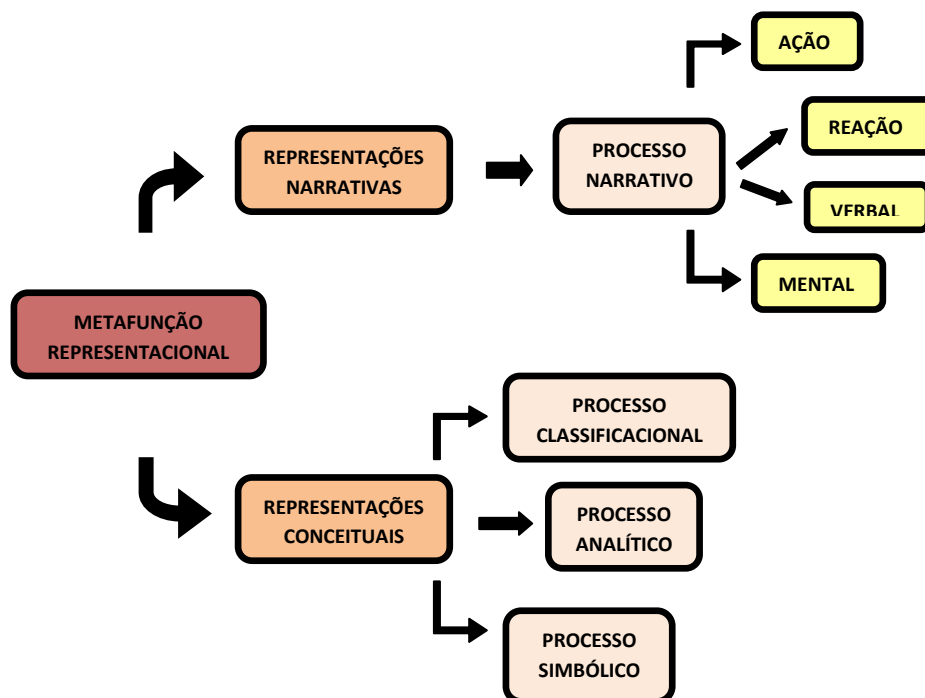 AÇÃO
REAÇÃO
REPRESENTAÇÕES
NARRATIVAS
PROCESSO
NARRATIVO
VERBAL
MENTAL
METAFUNÇÃO
REPRESENTACIONAL
PROCESSO
CLASSIFICACIONAL
REPRESENTAÇÕES
CONCEITUAIS
PROCESSO
ANALÍTICO
PROCESSO
SIMBÓLICO